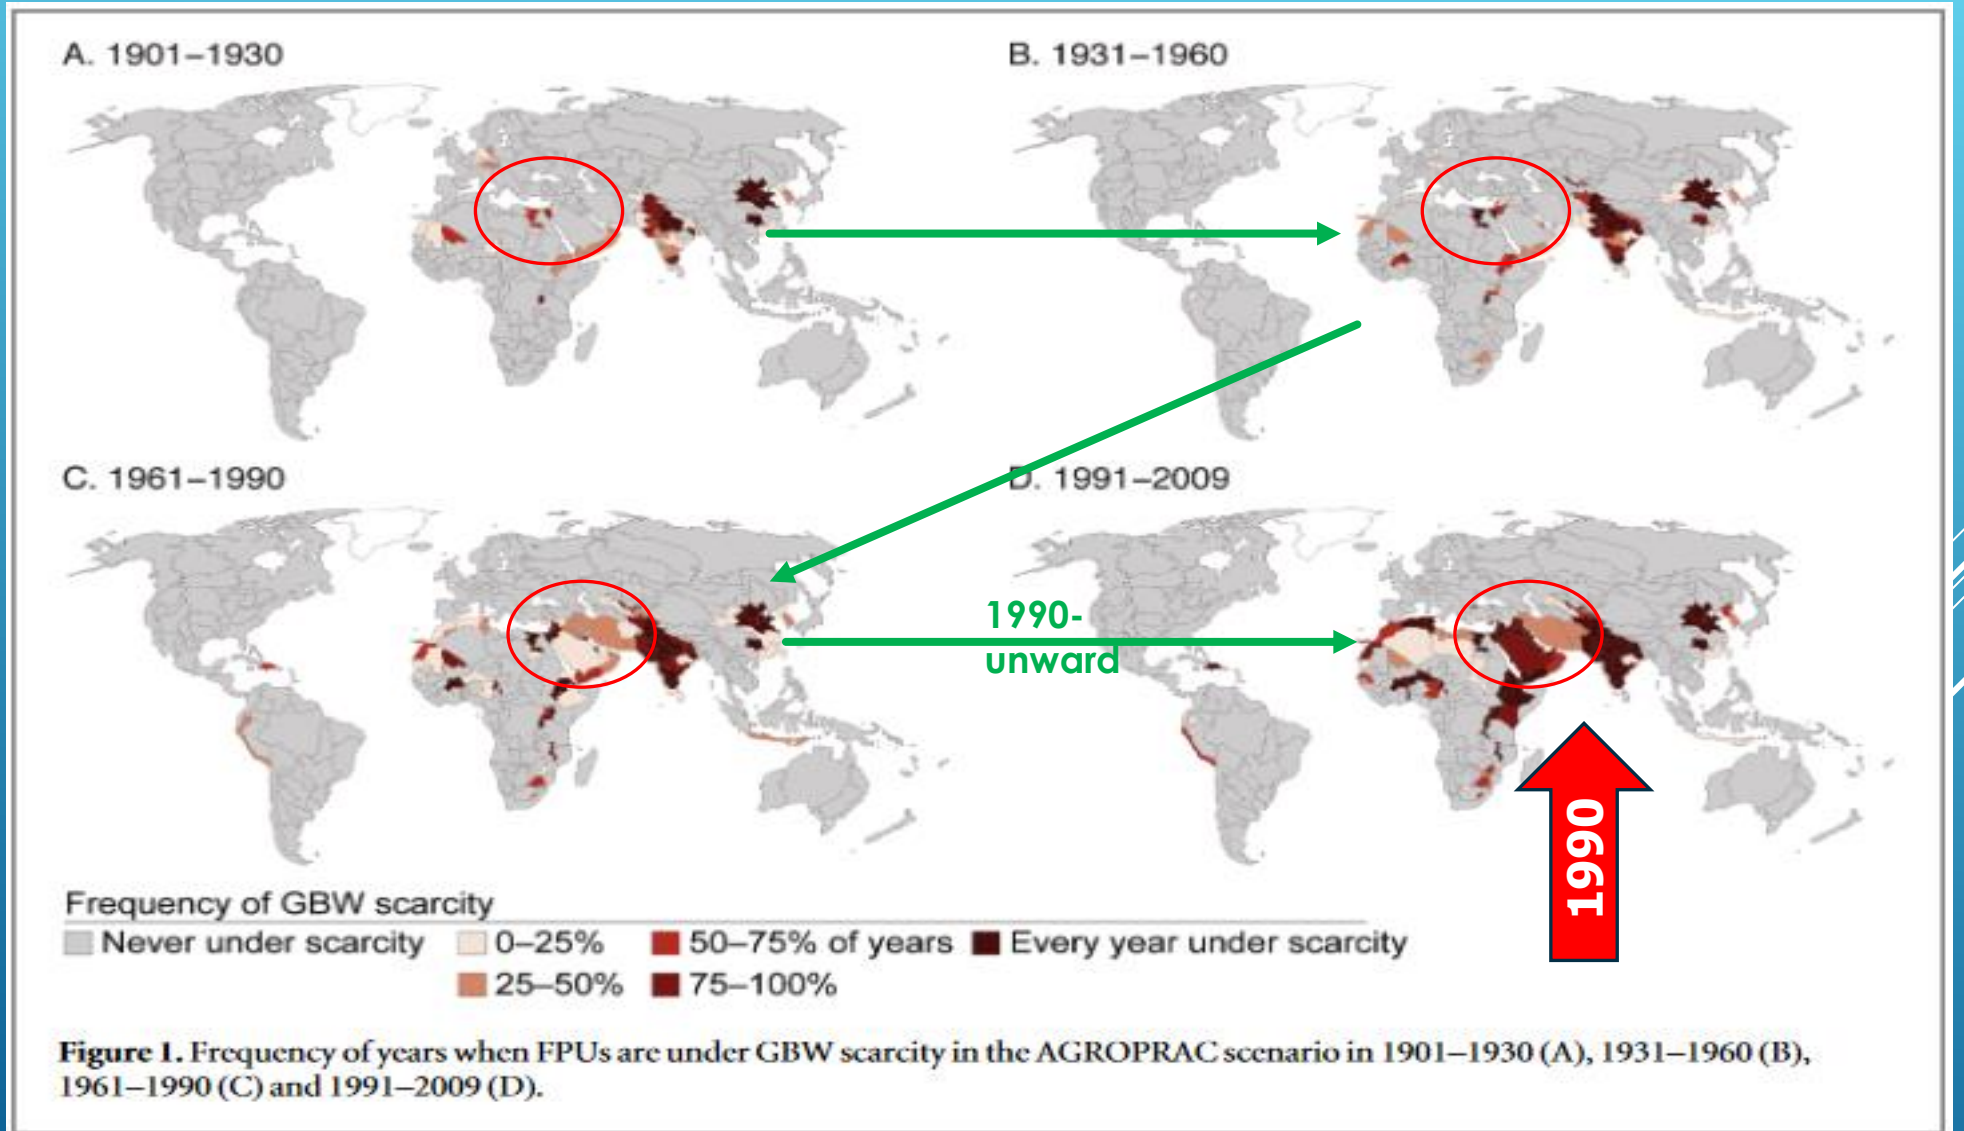 A. 1901–1930
B. 1931–1960
C. 1961–1990
D. 1991–2009
1990-
unward
1990
Frequency of GBW scarcity
Never under scarcity 0–25% 50–75% of years Every year under scarcity
25–50% 75–100%
Figure 1. Frequency of years when FPUs are under GBW scarcity in the AGROPRAC scenario in 1901–1930 (A), 1931–1960 (B),
1961–1990 (C) and 1991–2009 (D).